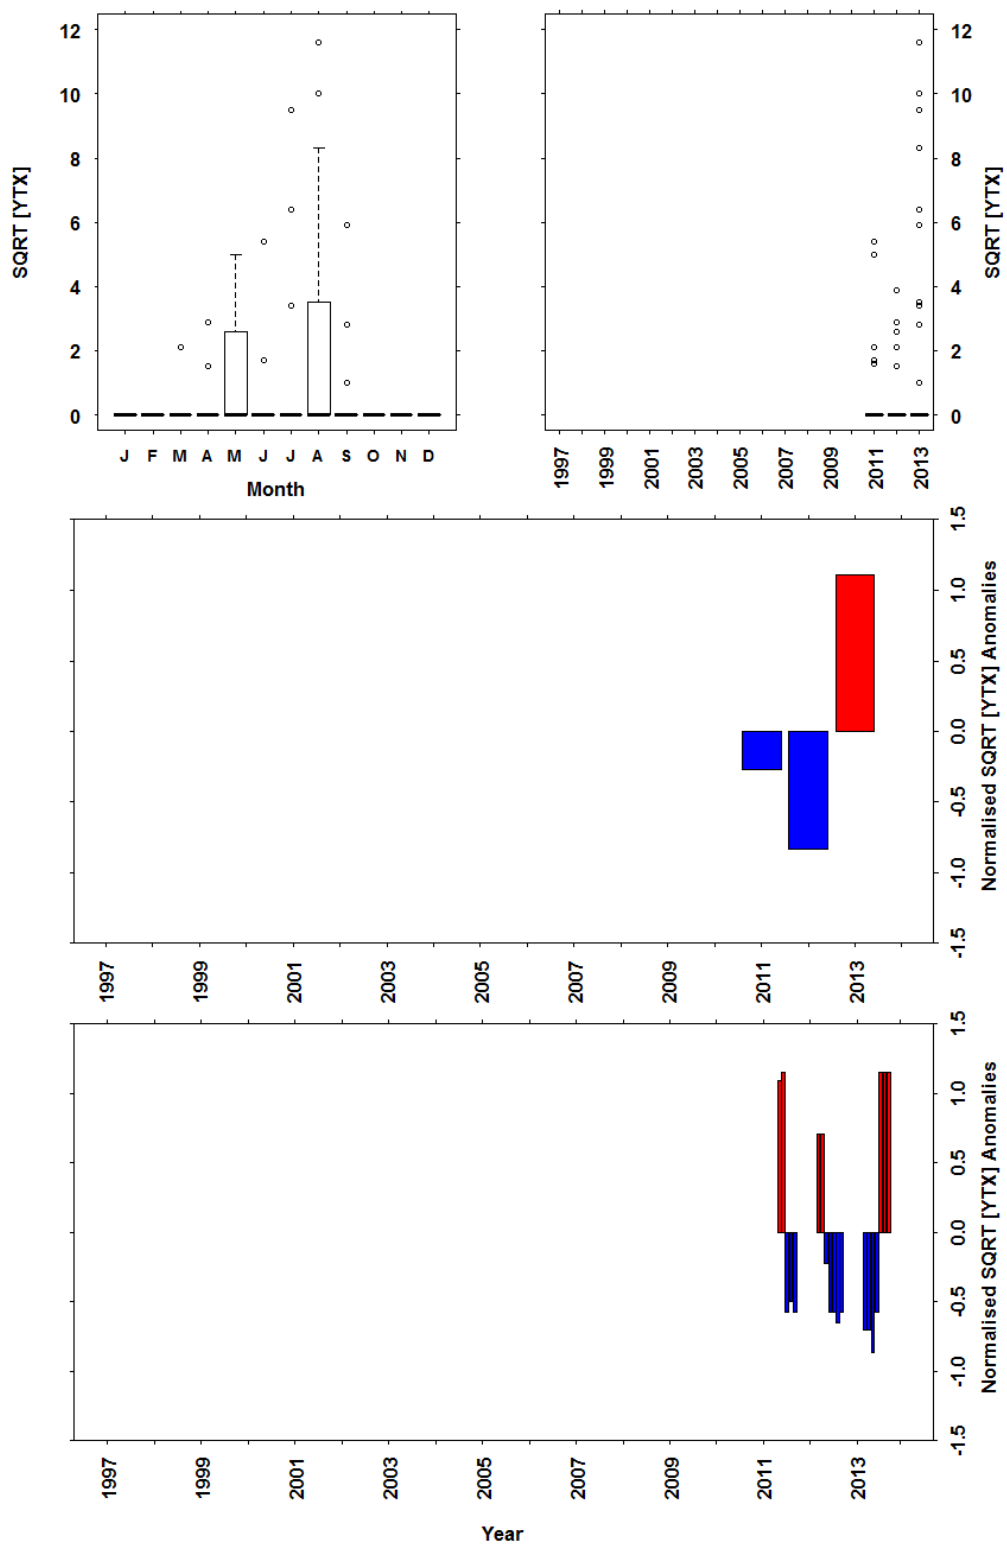 12
10
8
6
4
2
0
SQRT [YTX]
J F M A M J J A S O N D
Month
12
10
8
6
4
2
0
SQRT [YTX]
1997 1999 2001 2003 2005 2007 2009 2011 2013
1.5
1.0
0.5
0.0
-0.5
-1.0
-1.5
Normalised SQRT [YTX] Anomalies
1997 1999 2001 2003 2005 2007 2009 2011 2013
1.5
1.0
0.5
0.0
-0.5
-1.0
-1.5
Normalised SQRT [YTX] Anomalies
1997 1999 2001 2003 2005 2007 2009 2011 2013
Year